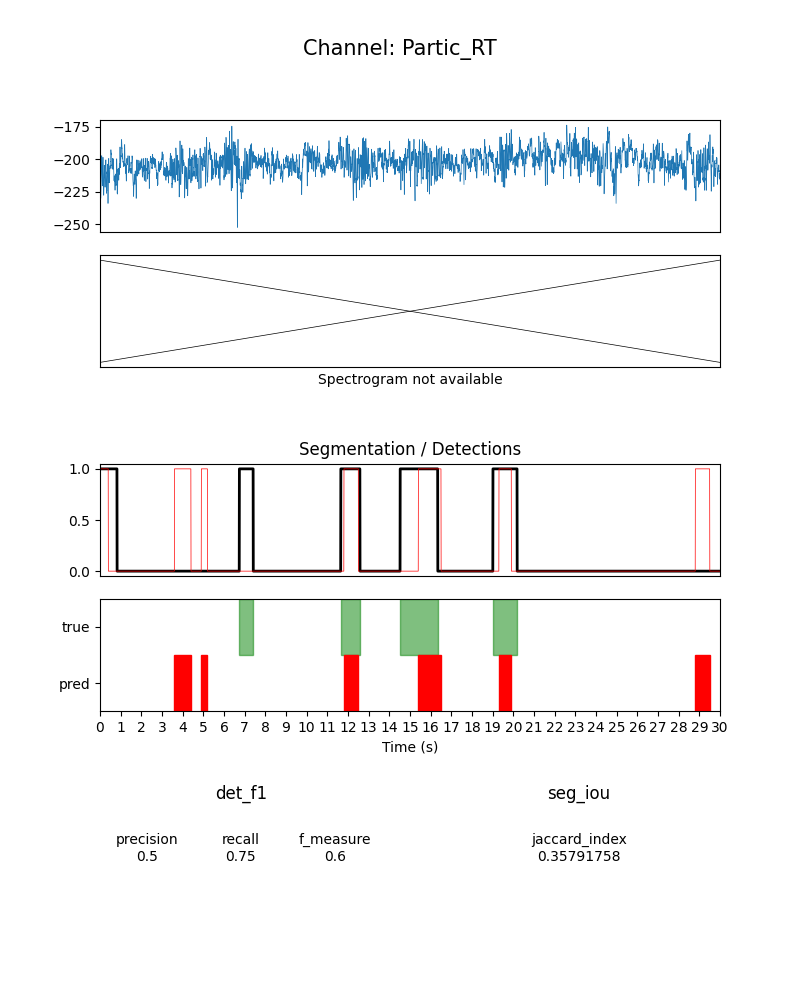 Channel: Partic_RT
−175
−200
−225
−250
Spectrogram not available
Segmentation / Detections
1.0
0.5
0.0
true
pred
0 1 2 3 4 5 6 7 8 9 10 11 12 13 14 15 16 17 18 19 20 21 22 23 24 25 26 27 28 29 30
Time (s)
det_f1 seg_iou
precision recall f_measure jaccard_index
0.5 0.75 0.6 0.35791758